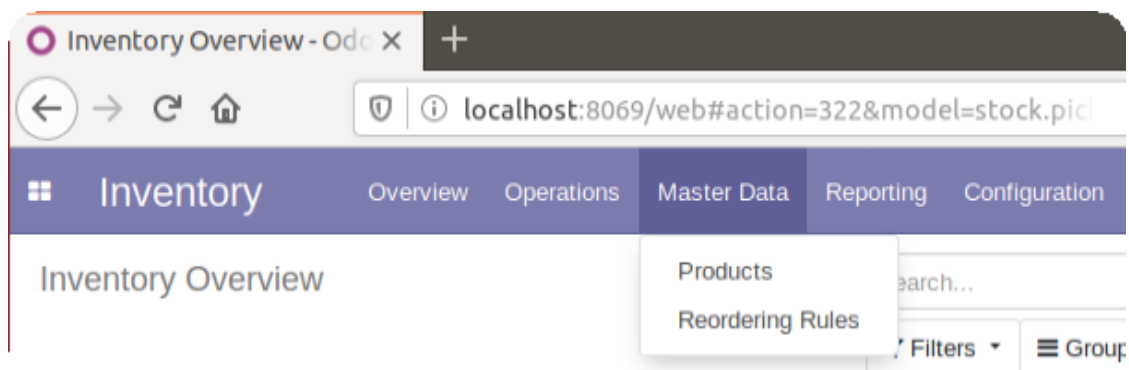 Inventory Overview - Odo
localhost:8069/web#action=322&model=stock.pic
Inventory Overview Operations Master Data Reporting Configuration
Inventory Overview
Products
Reordering Rules
earch...
Filters
Group